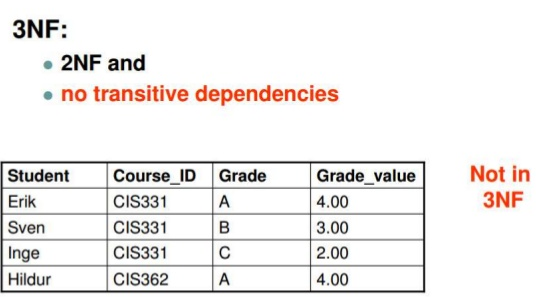 3NF:
• 2NF and
• no transitive dependencies
Student Course_ID Grade Grade_value
Erik CIS331 A 4.00
Sven CIS331 B 3.00
Inge CIS331 C 2.00
Hildur CIS362 A 4.00
Not in
3NF